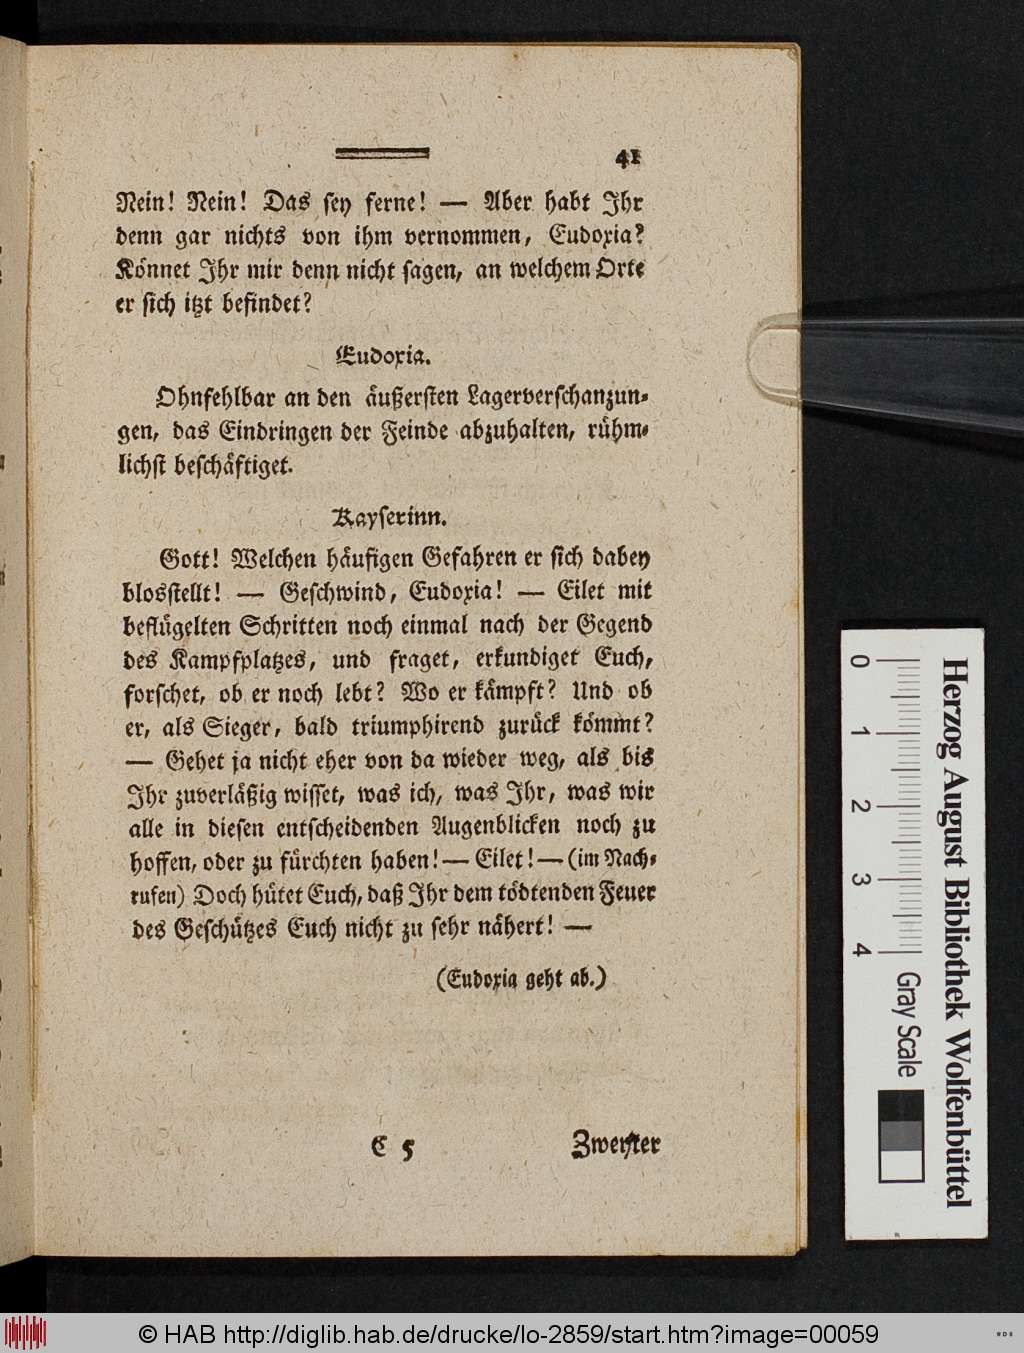 41
Nein! Nein! Das sey ferne! — Aber habt Ihr
denn gar nichts von ihm vernommen, Eudoxia?
Könnet Ihr mir denn nicht sagen, an welchem Orte
er sich itzt befindet?
Eudoxia.
Ohnfehlbar an den äußersten Lagerverschanzun-
gen, das Eindringen der Feinde abzuhalten, rühm-
lichst beschäftiget.
Kayserinn.
Gott! Welchen häufigen Gefahren er sich dabey
blosstellt! — Geschwind, Eudoxia! — Eilet mit
beflügelten Schritten noch einmal nach der Gegend
des Kampfplatzes, und fraget, erkundiget Euch,
forschet, ob er noch lebt? Wo er kämpft? Und ob
er, als Sieger, bald triumphirend zurück kömmt?
— Gehet ja nicht eher von da wieder weg, als bis
Ihr zuverläßig wisset, was ich, was Ihr, was wir
alle in diesen entscheidenden Augenblicken noch zu
hoffen, oder zu fürchten haben! — Eilet! — (im Nach-
rufen) Doch hütet Euch, daß Ihr dem tödtenden Feuer
des Geschützes Euch nicht zu sehr nähert! —
(Eudoxia geht ab.)
C 5 Zweyter
Herzog August Bibliothek Wolfenbüttel
0 1 2 3 4 Gray Scale
© HAB http://diglib.hab.de/drucke/lo-2859/start.htm?image=00059